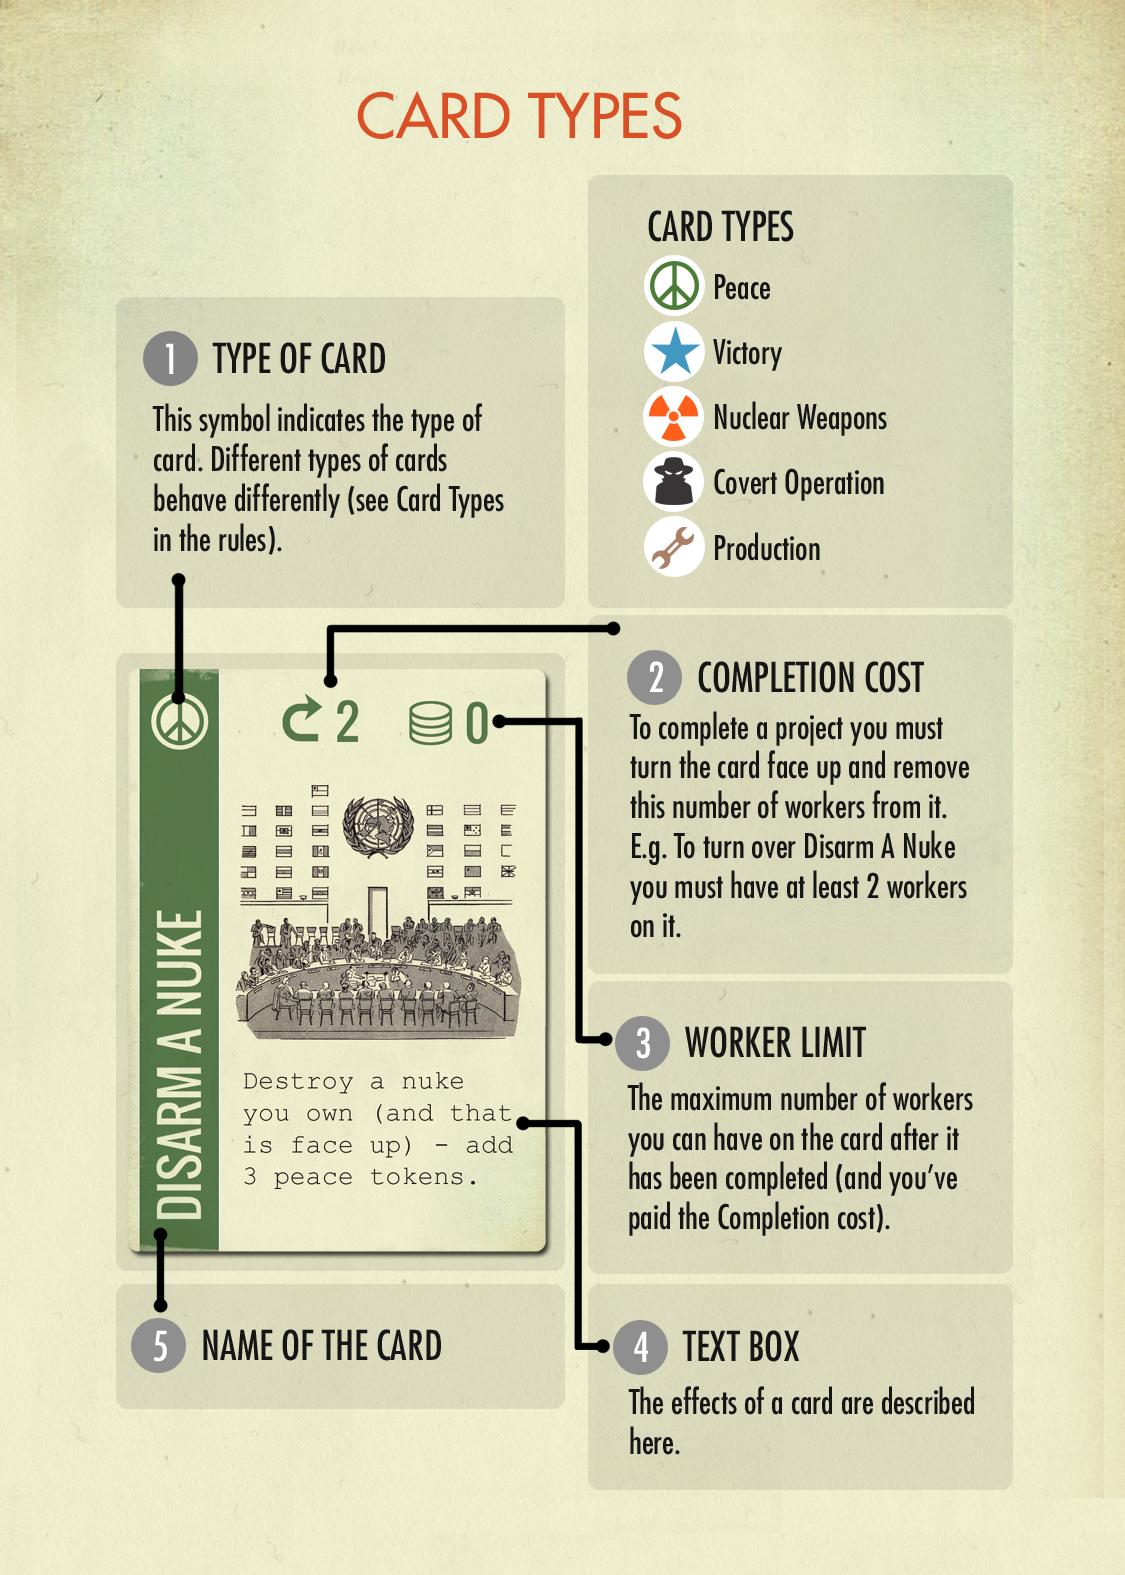 CARD TYPES
CARD TYPES
Peace
Victory
Nuclear Weapons
Covert Operation
Production
1 TYPE OF CARD
This symbol indicates the type of
card. Different types of cards
behave differently (see Card Types
in the rules).
2 0
DISARM A NUKE
Destroy a nuke
you own (and that
is face up) - add
3 peace tokens.
2 COMPLETION COST
To complete a project you must
turn the card face up and remove
this number of workers from it.
E.g. To turn over Disarm A Nuke
you must have at least 2 workers
on it.
3 WORKER LIMIT
The maximum number of workers
you can have on the card after it
has been completed (and you’ve
paid the Completion cost).
4 TEXT BOX
The effects of a card are described
here.
5 NAME OF THE CARD